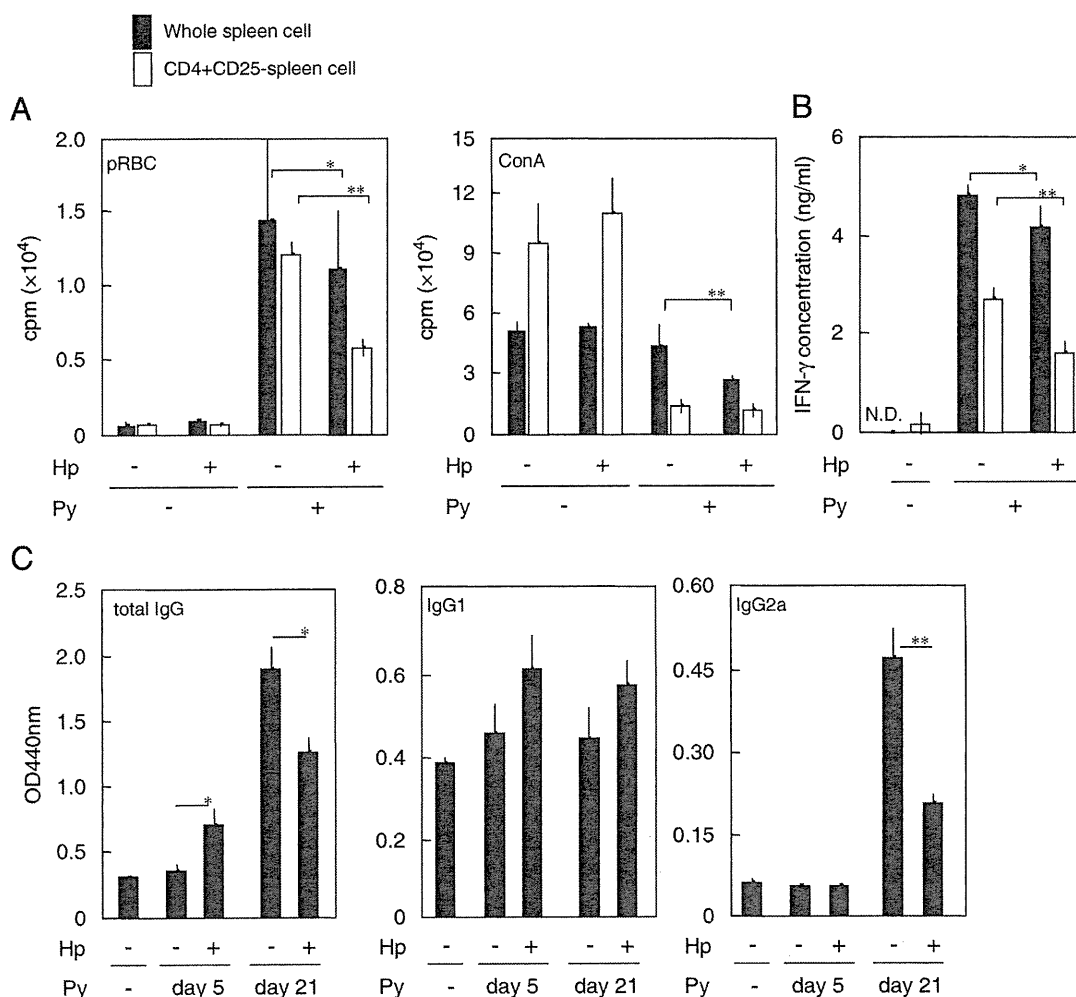 Whole spleen cell
CD4+CD25-spleen cell
A
pRBC
2.0
1.5
1.0
0.5
0
cpm (×10⁴)
*
**
Hp - + - +
Py - +
ConA
15
12
9
6
3
0
cpm (×10⁴)
**
Hp - + - +
Py - +
B
6
4
2
0
IFN-γ concentration (ng/ml)
N.D.
*
**
Hp - - +
Py - +
C
total IgG
2.5
2.0
1.5
1.0
0.5
0
OD440nm
*
*
Hp - - + - +
Py - day 5 day 21
IgG1
0.8
0.6
0.4
0.2
0
Hp - - + - +
Py - day 5 day 21
IgG2a
0.60
0.45
0.30
0.15
0
**
Hp - - + - +
Py - day 5 day 21